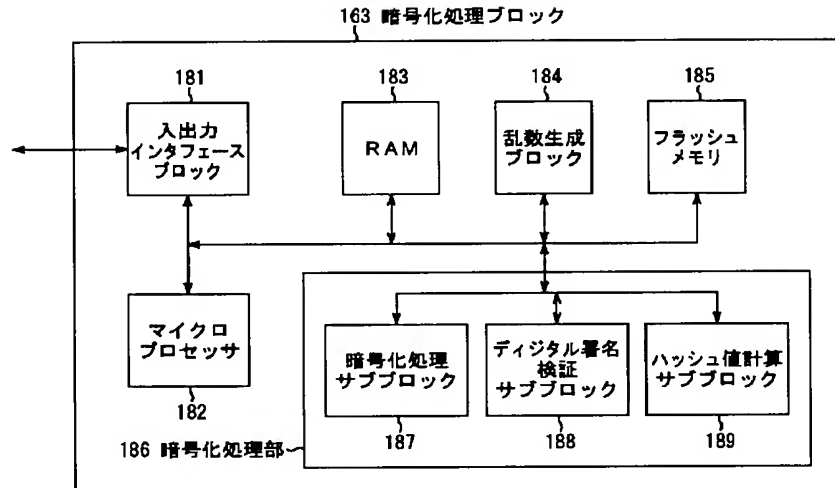 163 暗号化処理ブロック
181
183
184
185
入出力
インタフェース
ブロック
RAM
乱数生成
ブロック
フラッシュ
メモリ
マイクロ
プロセッサ
182
暗号化処理
サブブロック
ディジタル署名
検証
サブブロック
ハッシュ値計算
サブブロック
186 暗号化処理部
187
188
189